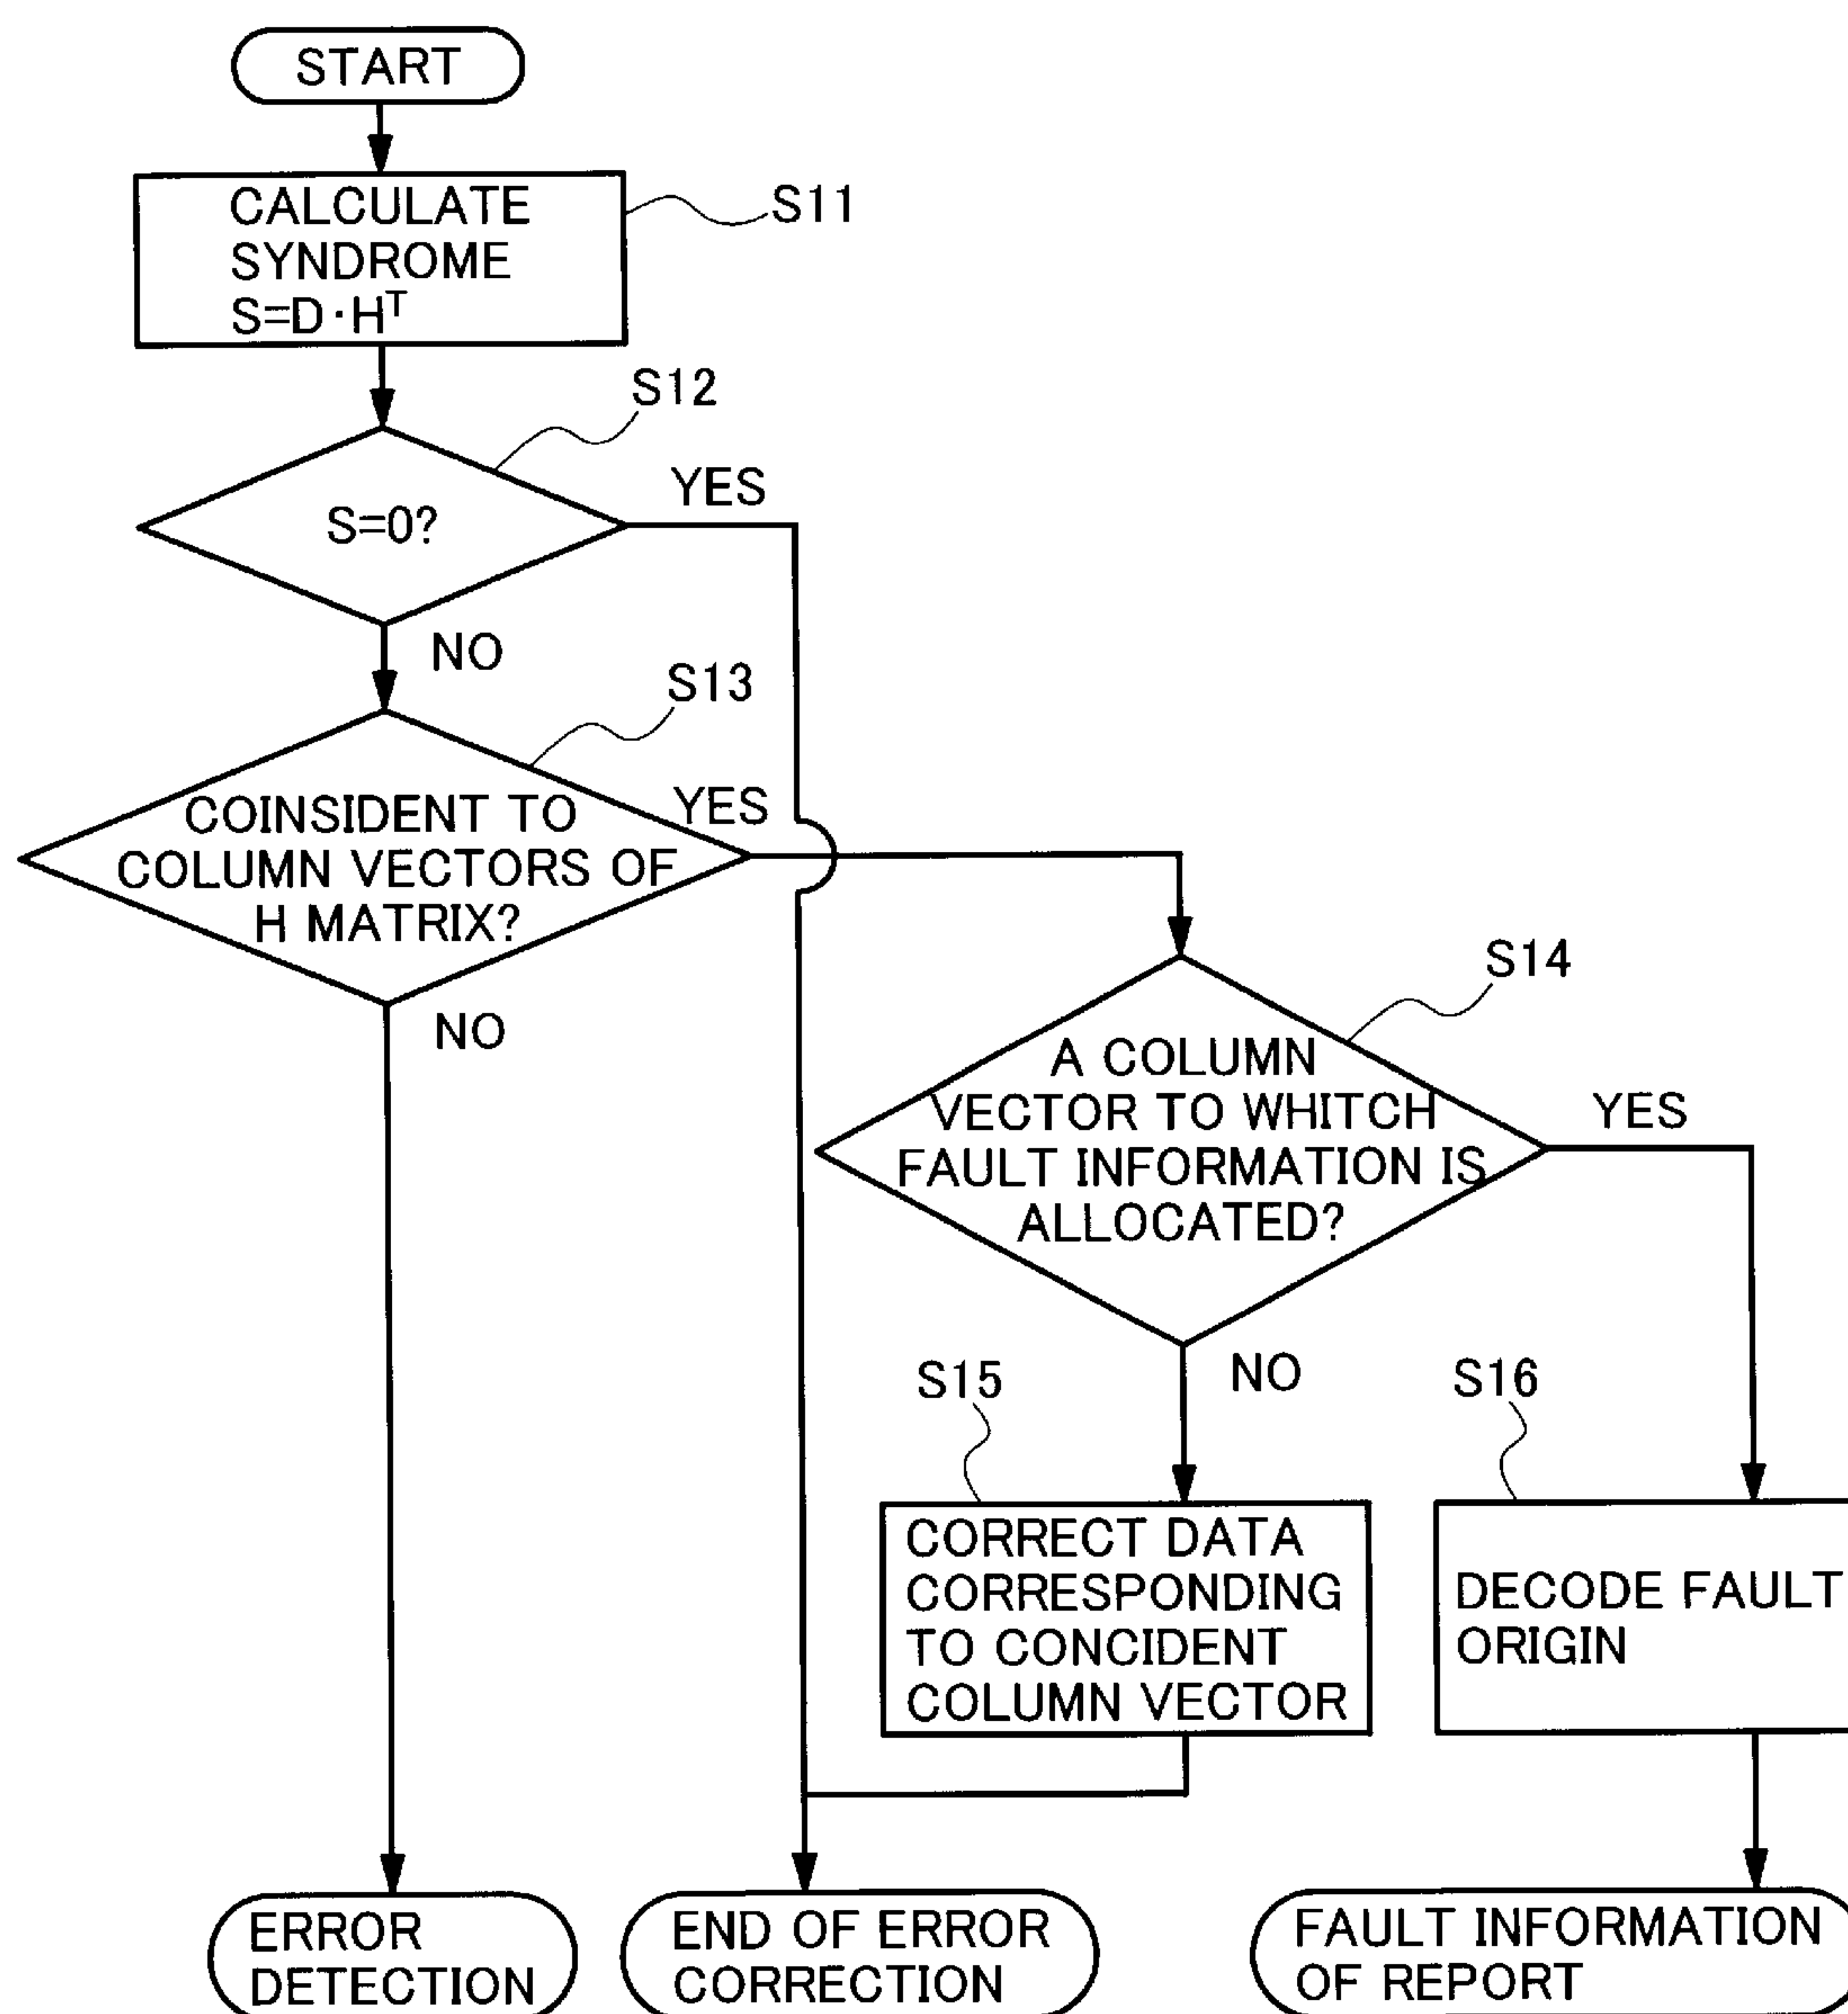 START
CALCULATE
SYNDROME
S=D·H^T
S11
S12
S=0?
YES
NO
S13
COINSIDENT TO
COLUMN VECTORS OF
H MATRIX?
YES
NO
S14
A COLUMN
VECTOR TO WHITCH
FAULT INFORMATION IS
ALLOCATED?
YES
NO
S15
CORRECT DATA
CORRESPONDING
TO CONCIDENT
COLUMN VECTOR
S16
DECODE FAULT
ORIGIN
ERROR
DETECTION
END OF ERROR
CORRECTION
FAULT INFORMATION
OF REPORT